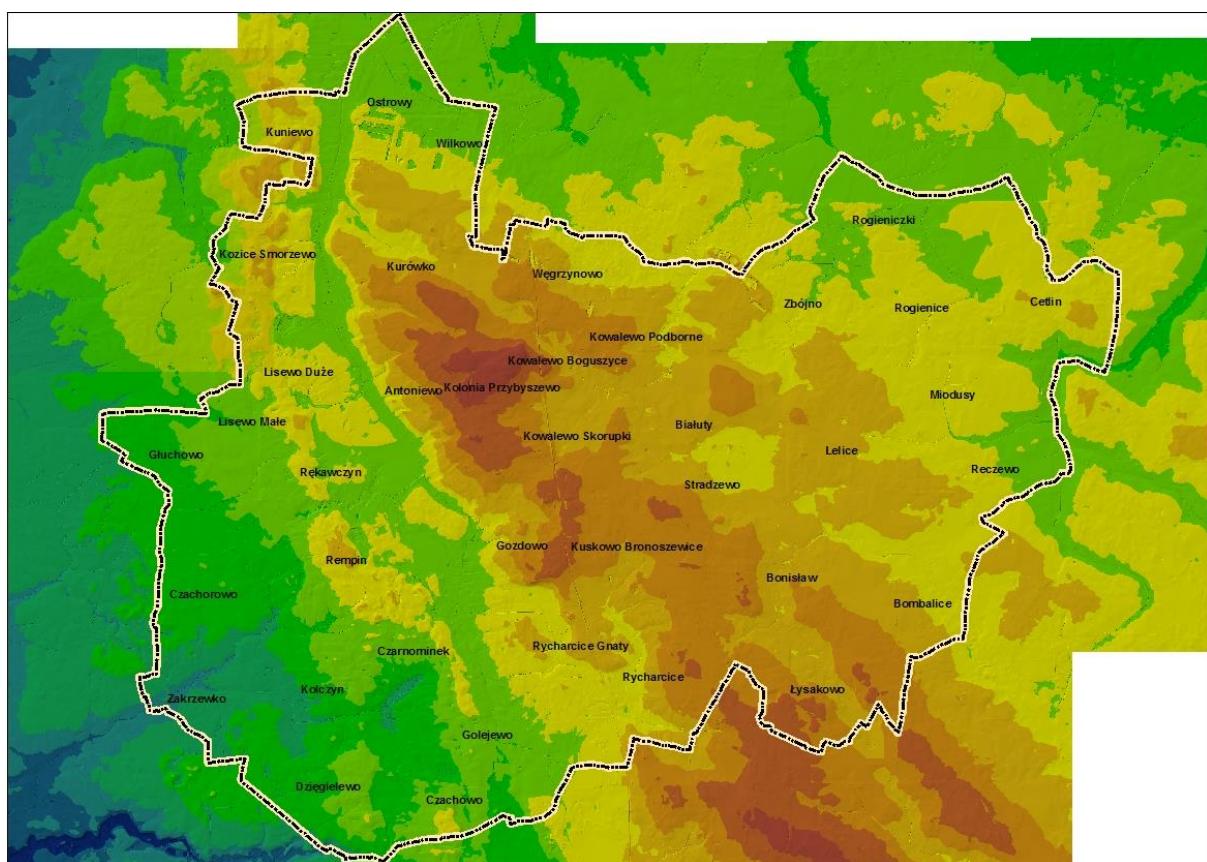 Ostrowy
Kuniewo
Wilkowo
Rogieniczki
Kozice Smorzewo
Kurówko
Węgrzynowo
Zbójno
Rogienice
Cetlin
Kowalewo Podborne
Kowalewo Boguszyce
Lisewo Duże
Antoniewo
Kolonia Przybyszewo
Miodusy
Lisewo Małe
Kowalewo Skorupki
Białuty
Głuchowo
Lelice
Rękawczyn
Stradzewo
Reczewo
Gozdowo
Kuskowo Bronoszewice
Rempin
Bonisław
Czachorowo
Bombalice
Czarnominek
Rycharcice Gnaty
Rycharcice
Zakrzewko
Kolczyn
Łysakowo
Golejewo
Dzięgielewo
Czachowo